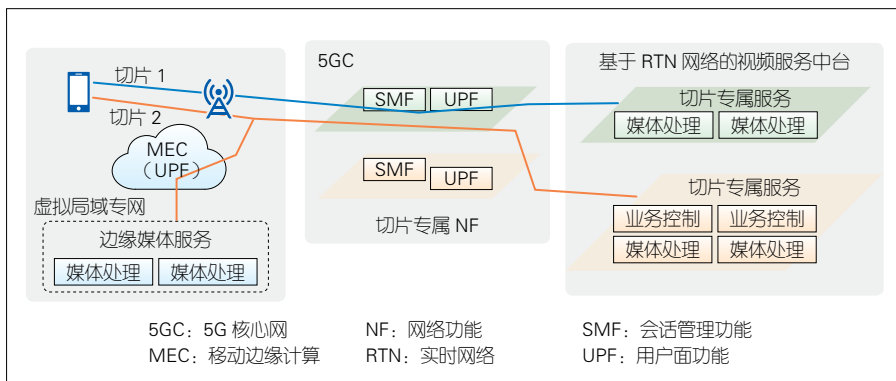 切片 1
切片 2
MEC
（UPF）
虚拟局域专网
边缘媒体服务
媒体处理 媒体处理
5GC
SMF UPF
SMF UPF
切片专属 NF
基于 RTN 网络的视频服务中台
切片专属服务
媒体处理 媒体处理
切片专属服务
业务控制 业务控制
媒体处理 媒体处理
5GC：5G 核心网 NF：网络功能 SMF：会话管理功能
MEC：移动边缘计算 RTN：实时网络 UPF：用户面功能